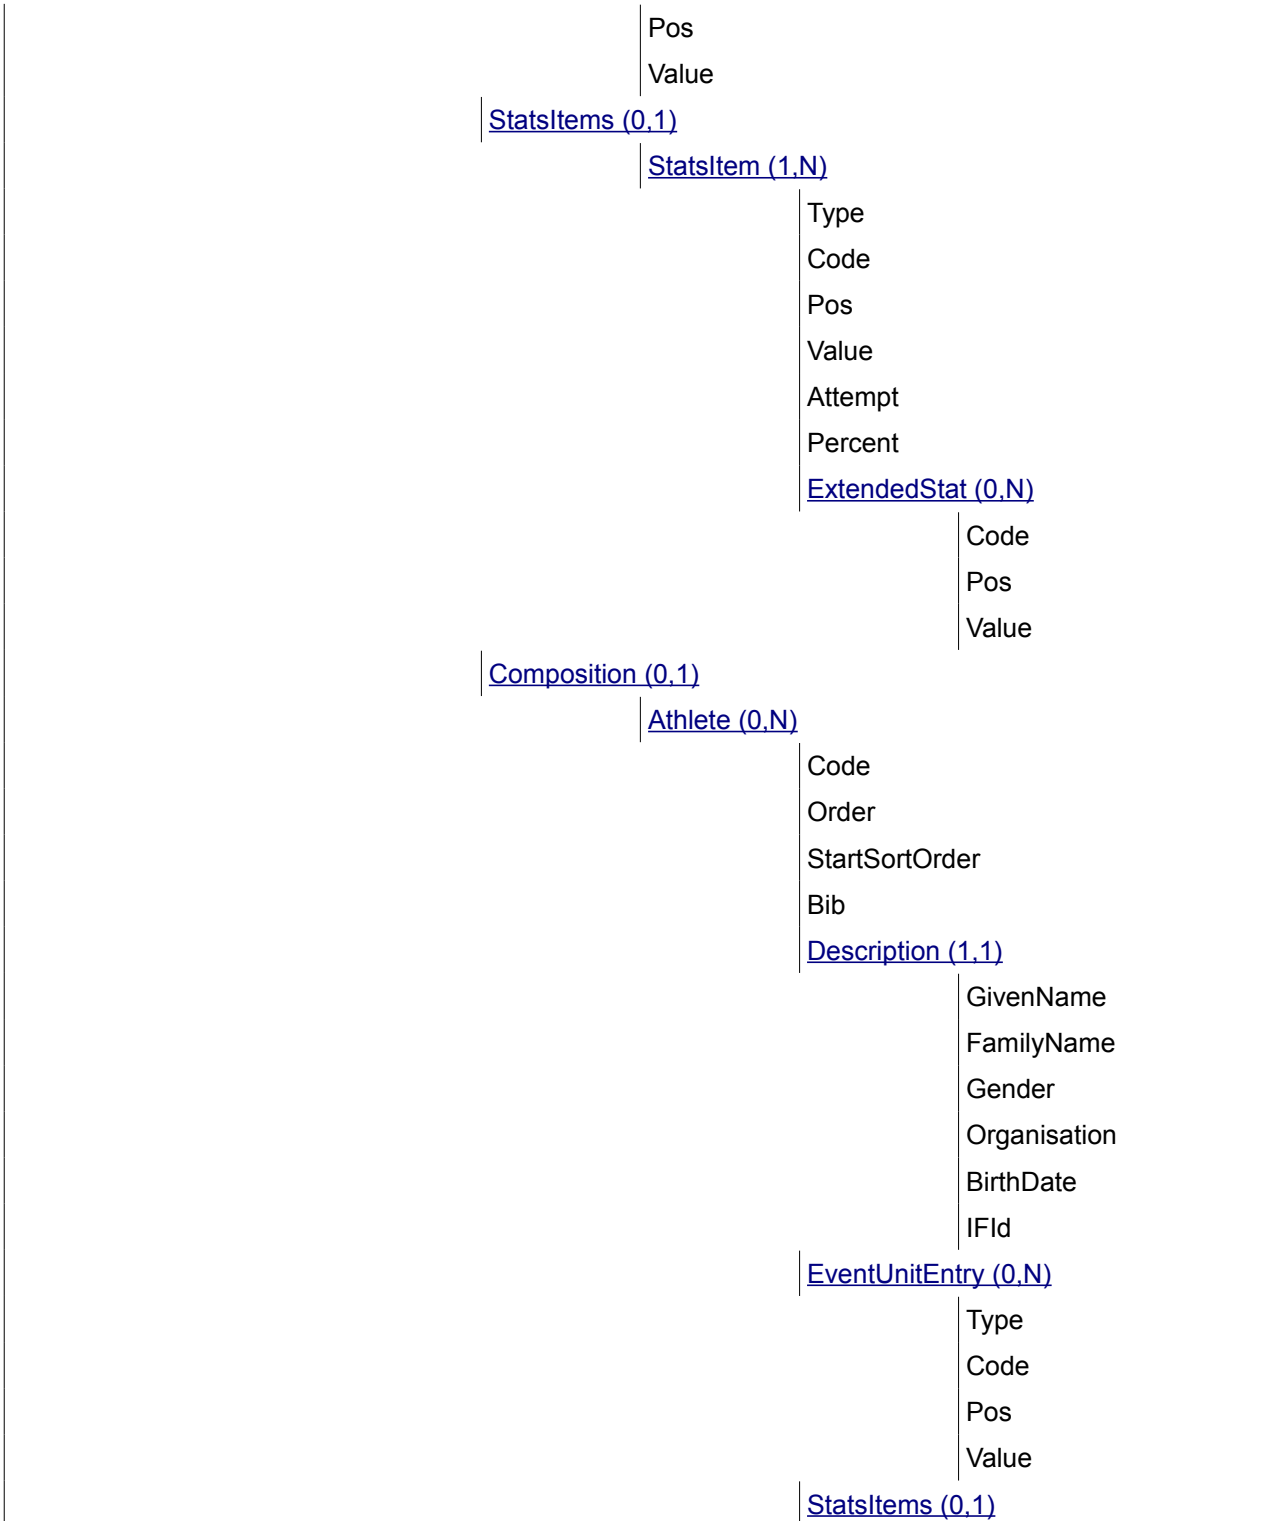 Pos
Value
StatsItems (0,1)
StatsItem (1,N)
Type
Code
Pos
Value
Attempt
Percent
ExtendedStat (0,N)
Code
Pos
Value
Composition (0,1)
Athlete (0,N)
Code
Order
StartSortOrder
Bib
Description (1,1)
GivenName
FamilyName
Gender
Organisation
BirthDate
IFId
EventUnitEntry (0,N)
Type
Code
Pos
Value
StatsItems (0,1)